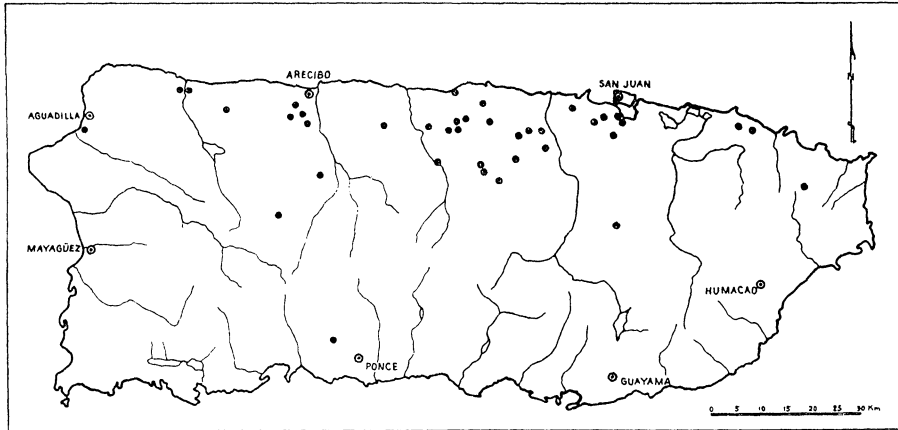 ARECIBO
SAN JUAN
N
AGUADILLA
MAYAGÜEZ
HUMACAO
PONCE
GUAYAMA
0 5 10 15 20 25 30 Km